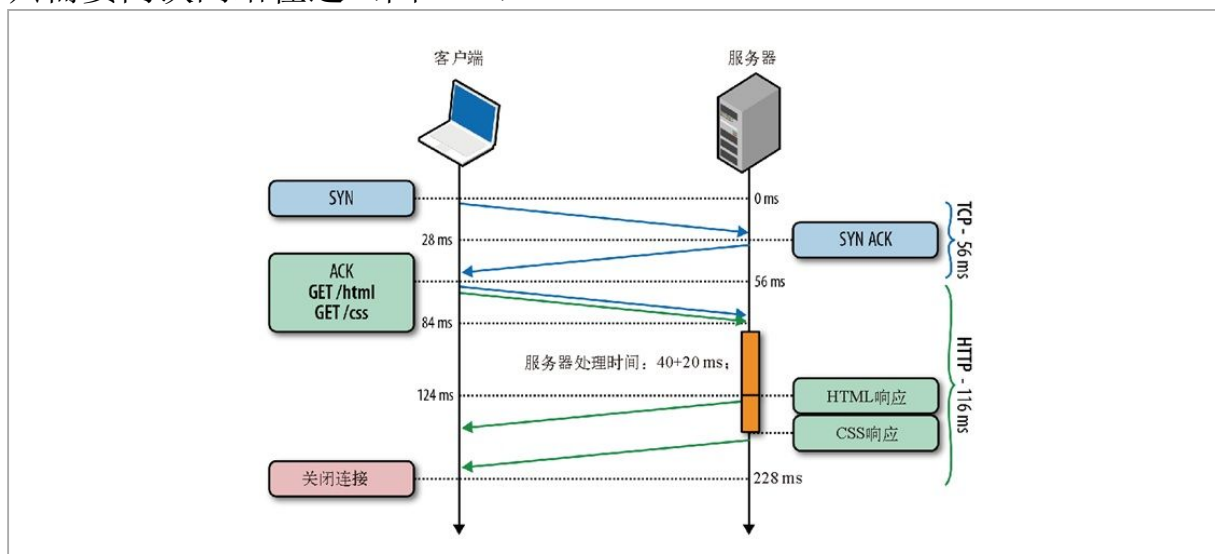 客户端
服务器
SYN
0 ms
28 ms
SYN ACK
TCP - 56 ms
ACK
GET /html
GET /css
56 ms
84 ms
服务器处理时间：40+20 ms；
HTTP - 116 ms
124 ms
HTML响应
CSS响应
关闭连接
228 ms